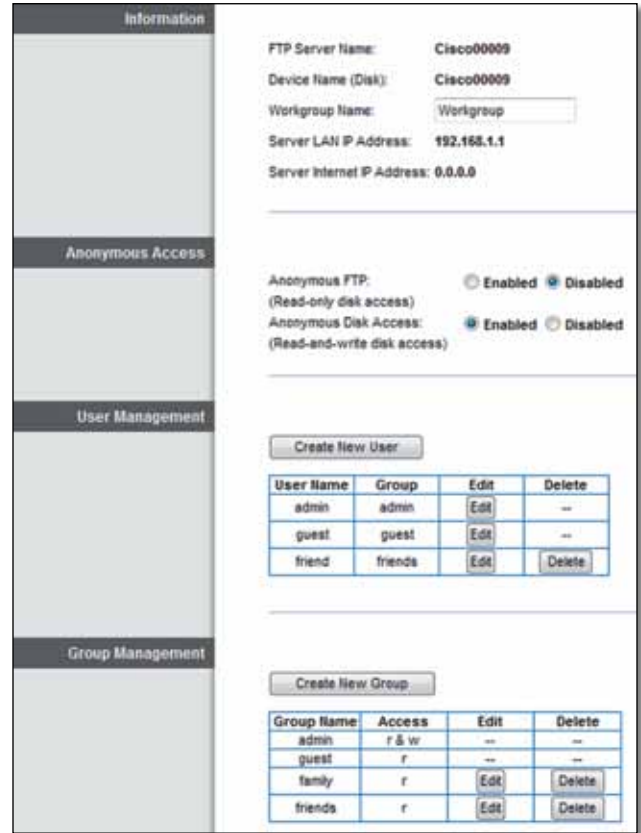 Information
FTP Server Name: Cisco00009
Device Name (Disk): Cisco00009
Workgroup Name: Workgroup
Server LAN IP Address: 192.168.1.1
Server Internet IP Address: 0.0.0.0
Anonymous Access
Anonymous FTP: Enabled Disabled
(Read-only disk access)
Anonymous Disk Access: Enabled Disabled
(Read-and-write disk access)
User Management
Create New User
User Name Group Edit Delete
admin admin Edit --
guest guest Edit --
friend friends Edit Delete
Group Management
Create New Group
Group Name Access Edit Delete
admin r & w -- --
guest r -- --
family r Edit Delete
friends r Edit Delete